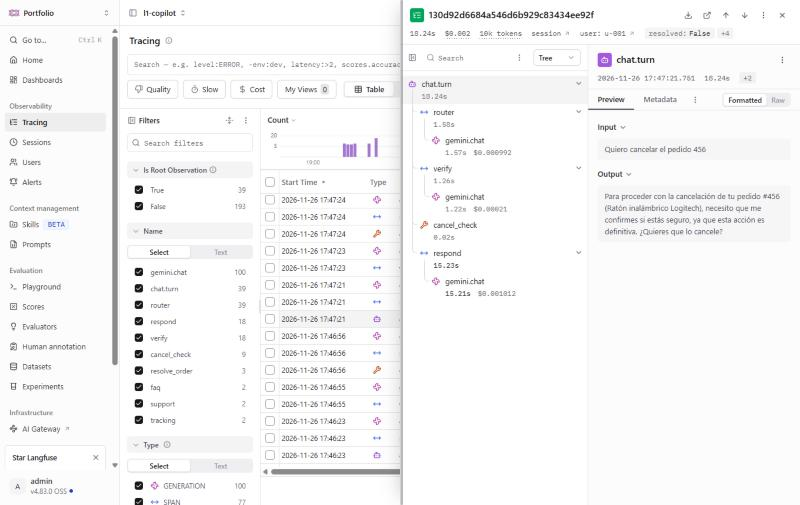 Portfolio
Go to...
Ctrl K
Home
Dashboards
Observability
Tracing
Sessions
Users
Alerts
Context management
Skills BETA
Prompts
Evaluation
Playground
Scores
Evaluators
Human annotation
Datasets
Experiments
Infrastructure
AI Gateway
Star Langfuse
A
admin
v4.83.0 OSS
l1-copilot
Tracing
Search — e.g. level:ERROR, -env:dev, latency:>2, scores.accurac
Quality
Slow
Cost
My Views 0
Table
Filters
Search filters
Is Root Observation
True 39
False 193
Name
Select
Text
gemini.chat 100
chat.turn 39
router 39
respond 18
verify 18
cancel_check 9
resolve_order 3
faq 2
support 2
tracking 2
Type
Select
Text
GENERATION 100
SPAN 77
Count
20
19:00
Start Time
Type
2026-11-26 17:47:24
2026-11-26 17:47:24
2026-11-26 17:47:24
2026-11-26 17:47:23
2026-11-26 17:47:23
2026-11-26 17:47:21
2026-11-26 17:47:21
2026-11-26 17:47:21
2026-11-26 17:46:56
2026-11-26 17:46:56
2026-11-26 17:46:56
2026-11-26 17:46:55
2026-11-26 17:46:55
2026-11-26 17:46:23
2026-11-26 17:46:23
2026-11-26 17:46:23
130d92d6684a546d6b929c83434ee92f
18.24s $0.002 10k tokens session user: u-001 resolved: False +4
Search
Tree
chat.turn
18.24s
router
1.58s
gemini.chat
1.57s $0.000992
verify
1.26s
gemini.chat
1.22s $0.00021
cancel_check
0.02s
respond
15.23s
gemini.chat
15.21s $0.001012
chat.turn
2026-11-26 17:47:21.761 18.24s +2
Preview
Metadata
Formatted
Raw
Input
Quiero cancelar el pedido 456
Output
Para proceder con la cancelación de tu pedido #456
(Ratón inalámbrico Logitech), necesito que me
confirmes si estás seguro, ya que esta acción es
definitiva. ¿Quieres que lo cancele?